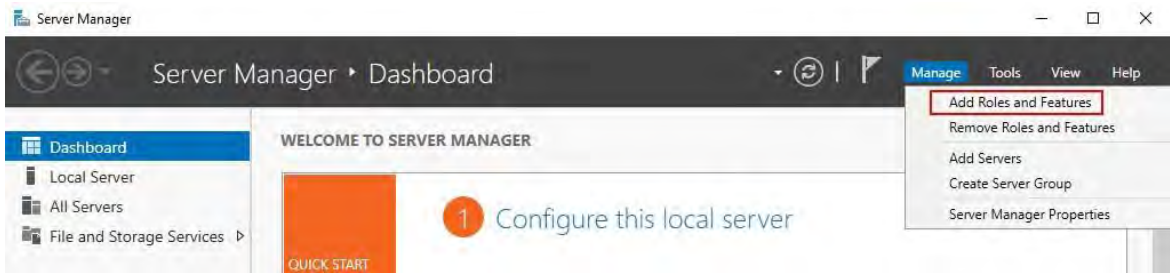 Server Manager
Server Manager ‣ Dashboard
Manage Tools View Help
Add Roles and Features
Remove Roles and Features
Add Servers
Create Server Group
Server Manager Properties
Dashboard
Local Server
All Servers
File and Storage Services
WELCOME TO SERVER MANAGER
1 Configure this local server
QUICK START